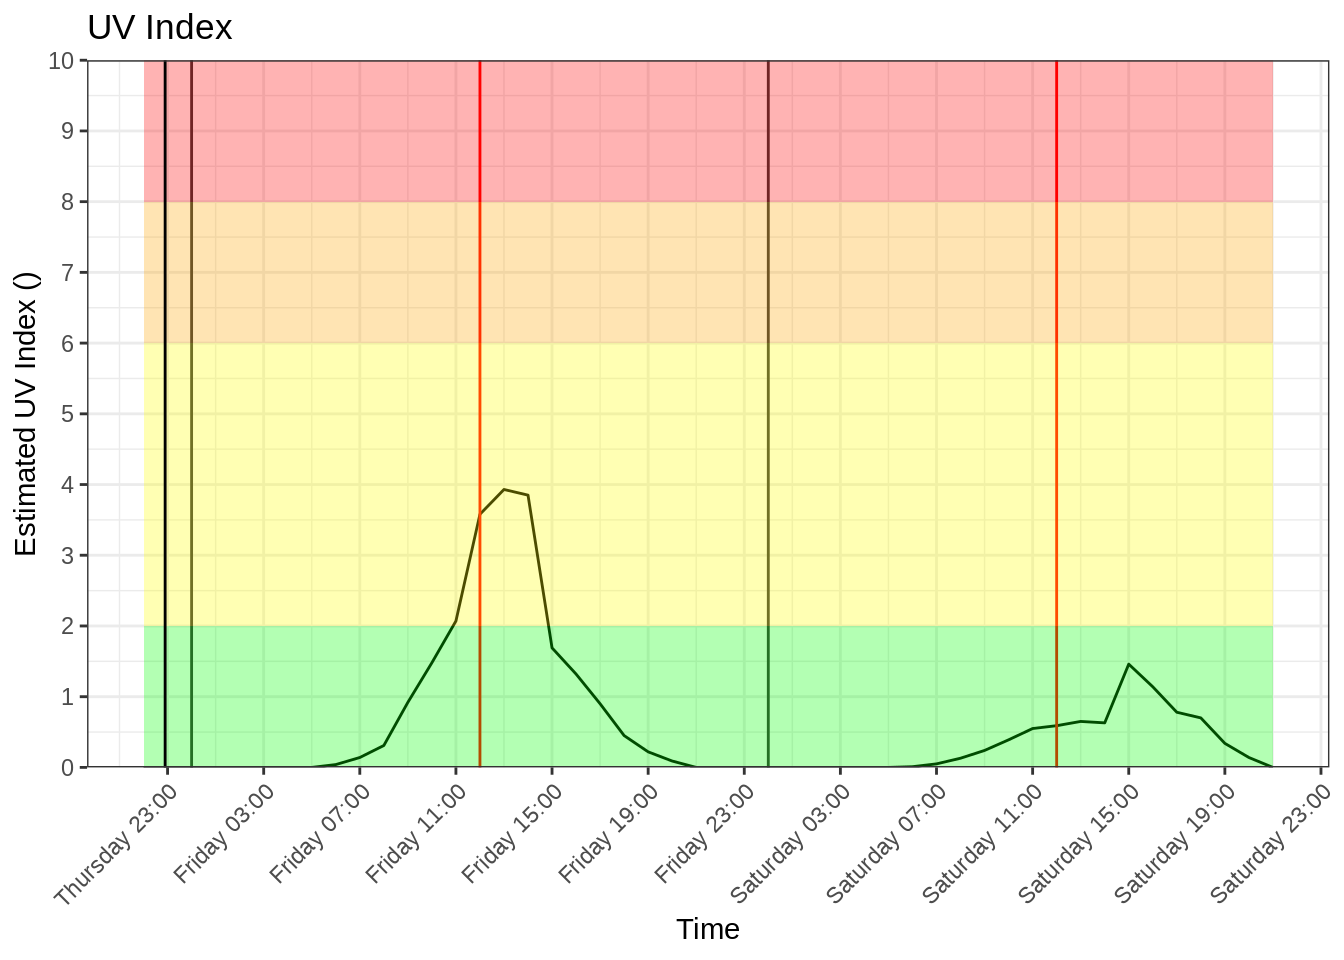 UV Index
Estimated UV Index ()
10
9
8
7
6
5
4
3
2
1
0
Thursday 23:00
Friday 03:00
Friday 07:00
Friday 11:00
Friday 15:00
Friday 19:00
Friday 23:00
Saturday 03:00
Saturday 07:00
Saturday 11:00
Saturday 15:00
Saturday 19:00
Saturday 23:00
Time